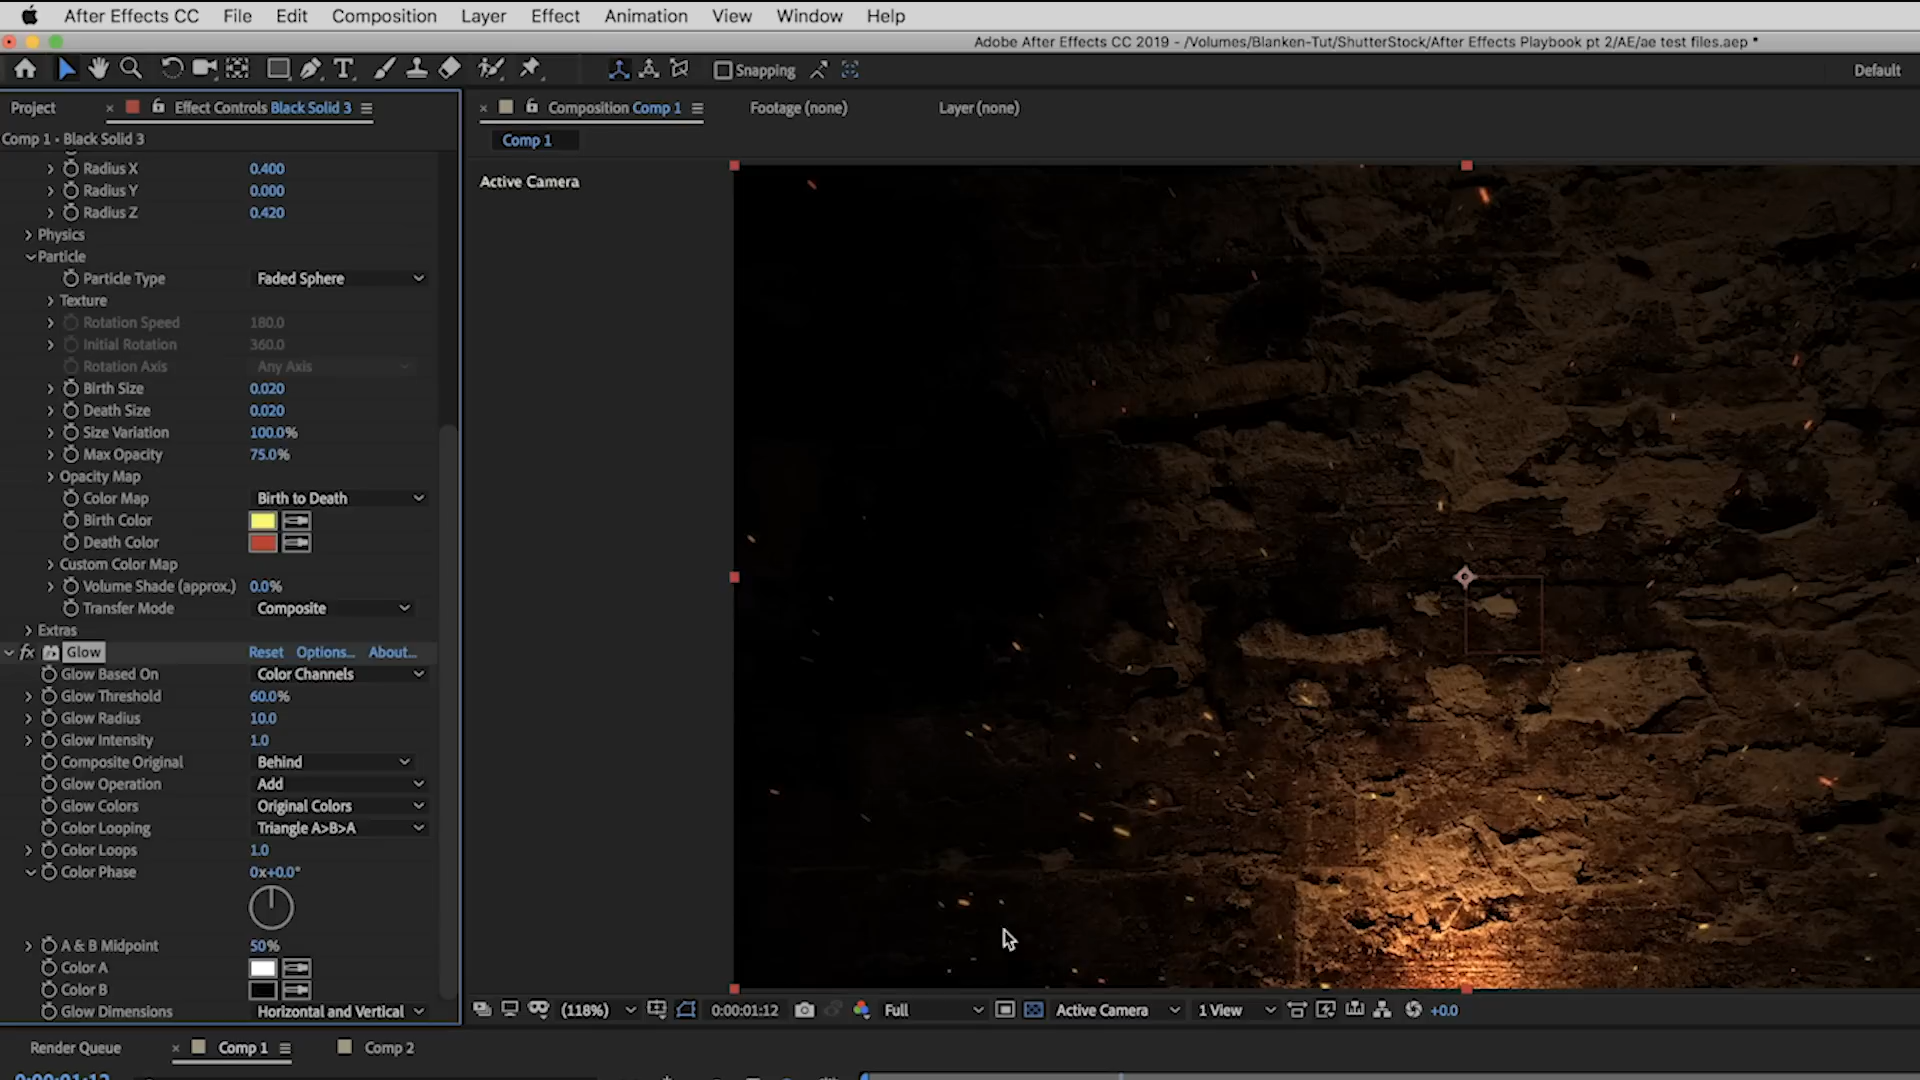 After Effects CC File Edit Composition Layer Effect Animation View Window Help
Adobe After Effects CC 2019 - /Volumes/Blanken-Tut/ShutterStock/After Effects Playbook pt 2/AE/ae test files.aep *
Snapping Default
Project × Effect Controls Black Solid 3 × Composition Comp 1 Footage (none) Layer (none)
Comp 1 • Black Solid 3
Comp 1
Active Camera
Radius X 0.400
Radius Y 0.000
Radius Z 0.420
Physics
Particle
Particle Type Faded Sphere
Texture
Rotation Speed 180.0
Initial Rotation 360.0
Rotation Axis Any Axis
Birth Size 0.020
Death Size 0.020
Size Variation 100.0%
Max Opacity 75.0%
Opacity Map
Color Map Birth to Death
Birth Color
Death Color
Custom Color Map
Volume Shade (approx.) 0.0%
Transfer Mode Composite
Extras
fx Glow Reset Options... About...
Glow Based On Color Channels
Glow Threshold 60.0%
Glow Radius 10.0
Glow Intensity 1.0
Composite Original Behind
Glow Operation Add
Glow Colors Original Colors
Color Looping Triangle A>B>A
Color Loops 1.0
Color Phase 0x+0.0°
A & B Midpoint 50%
Color A
Color B
Glow Dimensions Horizontal and Vertical
(118%) 0:00:01:12 Full Active Camera 1 View +0.0
Render Queue × Comp 1 Comp 2
0:00:01:12